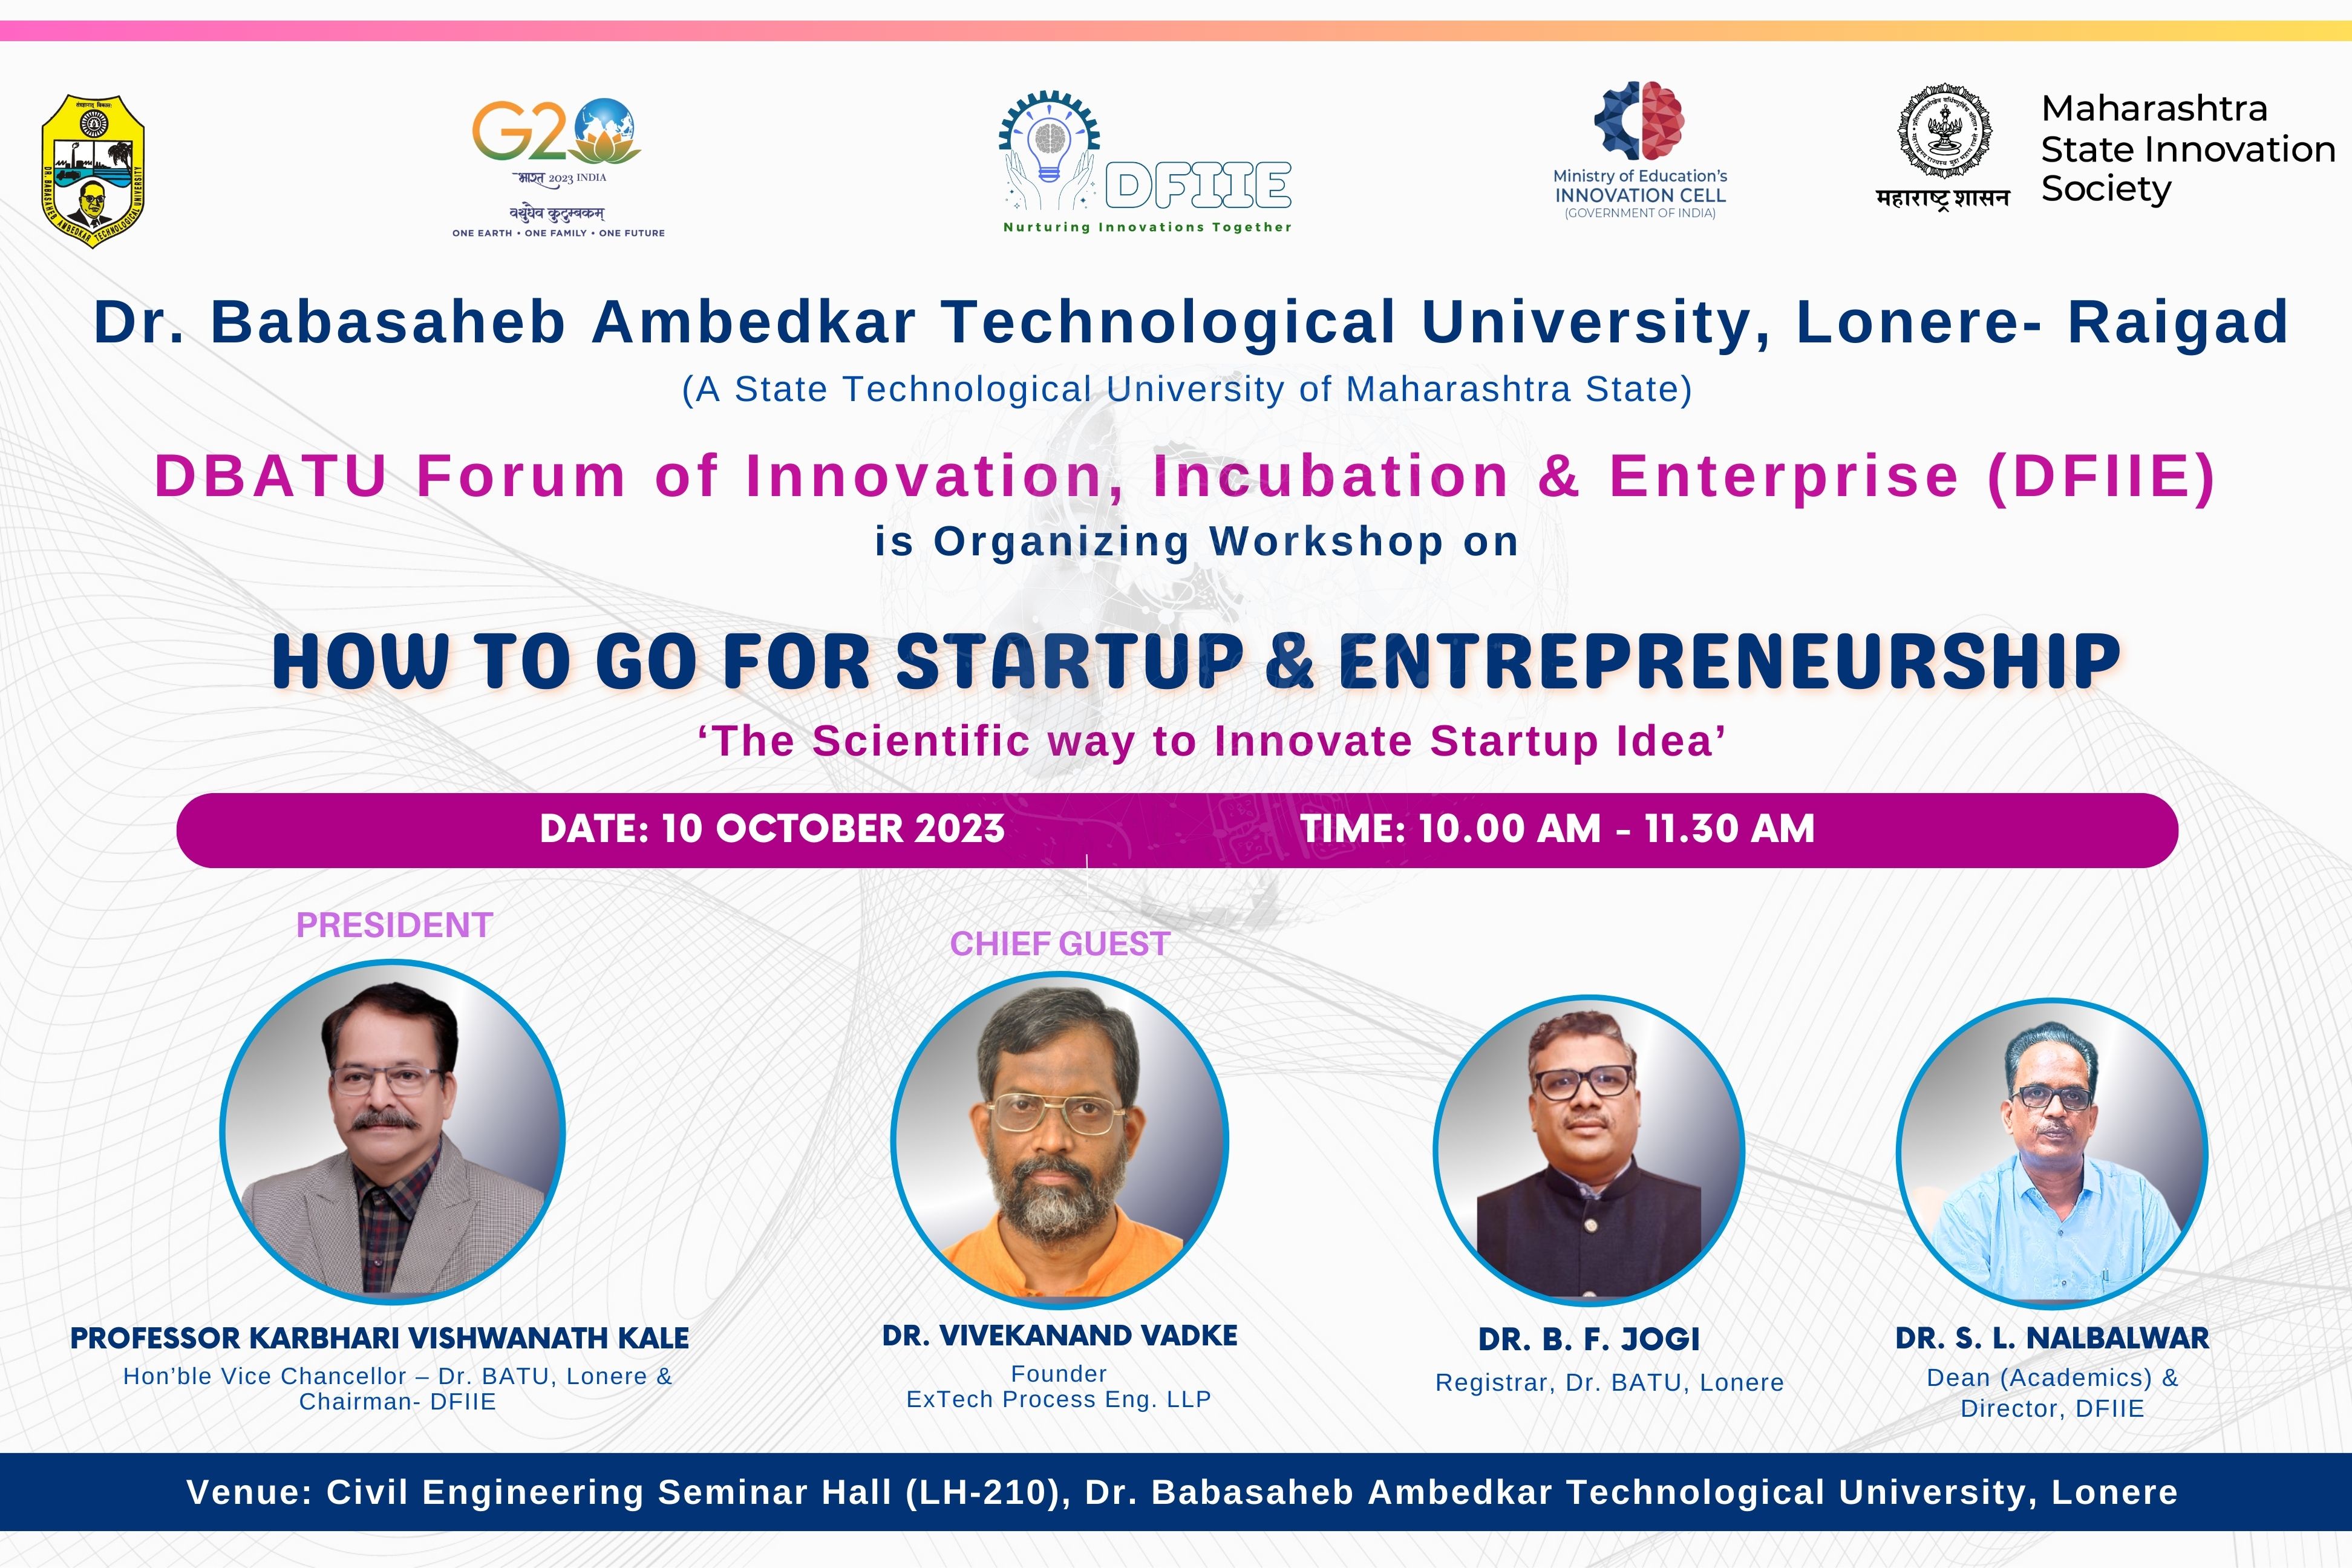 संहाराद् विकासः
DR. BABASAHEB AMBEDKAR TECHNOLOGICAL UNIVERSITY
G20
भारत 2023 INDIA
वसुधैव कुटुम्बकम्
ONE EARTH • ONE FAMILY • ONE FUTURE
DFIIE
Nurturing Innovations Together
Ministry of Education's
INNOVATION CELL
(GOVERNMENT OF INDIA)
महाराष्ट्र शासन
Maharashtra
State Innovation
Society
Dr. Babasaheb Ambedkar Technological University, Lonere- Raigad
(A State Technological University of Maharashtra State)
DBATU Forum of Innovation, Incubation & Enterprise (DFIIE)
is Organizing Workshop on
HOW TO GO FOR STARTUP & ENTREPRENEURSHIP
‘The Scientific way to Innovate Startup Idea’
DATE: 10 OCTOBER 2023 TIME: 10.00 AM - 11.30 AM
PRESIDENT
CHIEF GUEST
PROFESSOR KARBHARI VISHWANATH KALE
Hon’ble Vice Chancellor – Dr. BATU, Lonere &
Chairman- DFIIE
DR. VIVEKANAND VADKE
Founder
ExTech Process Eng. LLP
DR. B. F. JOGI
Registrar, Dr. BATU, Lonere
DR. S. L. NALBALWAR
Dean (Academics) &
Director, DFIIE
Venue: Civil Engineering Seminar Hall (LH-210), Dr. Babasaheb Ambedkar Technological University, Lonere